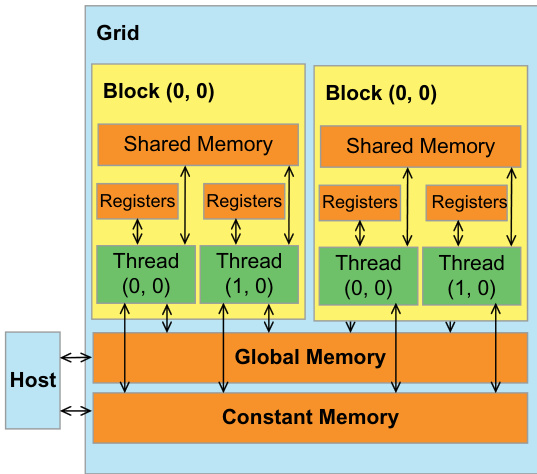 Grid
Block (0, 0)
Shared Memory
Registers
Registers
Thread
(0, 0)
Thread
(1, 0)
Block (0, 0)
Shared Memory
Registers
Registers
Thread
(0, 0)
Thread
(1, 0)
Host
Global Memory
Constant Memory